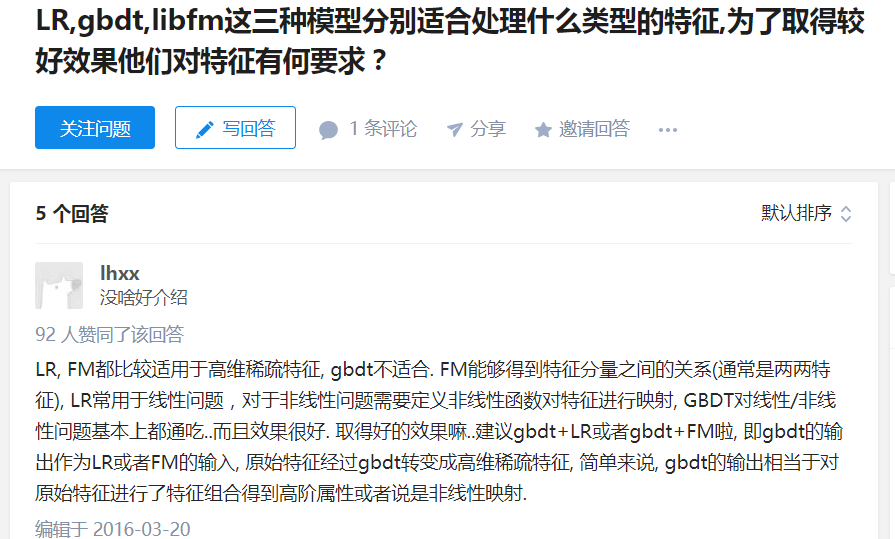 LR,gbdt,libfm这三种模型分别适合处理什么类型的特征,为了取得较
好效果他们对特征有何要求？
关注问题 写回答 1 条评论 分享 邀请回答 ···
5 个回答 默认排序
lhxx
没啥好介绍
92 人赞同了该回答
LR, FM都比较适用于高维稀疏特征, gbdt不适合. FM能够得到特征分量之间的关系(通常是两两特
征), LR常用于线性问题，对于非线性问题需要定义非线性函数对特征进行映射, GBDT对线性/非线
性问题基本上都通吃..而且效果很好. 取得好的效果嘛..建议gbdt+LR或者gbdt+FM啦, 即gbdt的输
出作为LR或者FM的输入, 原始特征经过gbdt转变成高维稀疏特征, 简单来说, gbdt的输出相当于对
原始特征进行了特征组合得到高阶属性或者说是非线性映射.
编辑于 2016-03-20